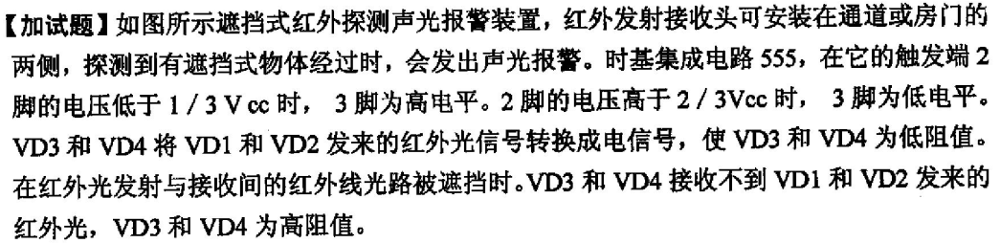 【加试题】如图所示遮挡式红外探测声光报警装置，红外发射接收头可安装在通道或房门的
两侧，探测到有遮挡式物体经过时，会发出声光报警。时基集成电路 555，在它的触发端 2
脚的电压低于 1 / 3 V cc 时， 3 脚为高电平。2 脚的电压高于 2 / 3Vcc 时， 3 脚为低电平。
VD3 和 VD4 将 VD1 和 VD2 发来的红外光信号转换成电信号，使 VD3 和 VD4 为低阻值。
在红外光发射与接收间的红外线光路被遮挡时。VD3 和 VD4 接收不到 VD1 和 VD2 发来的
红外光，VD3 和 VD4 为高阻值。